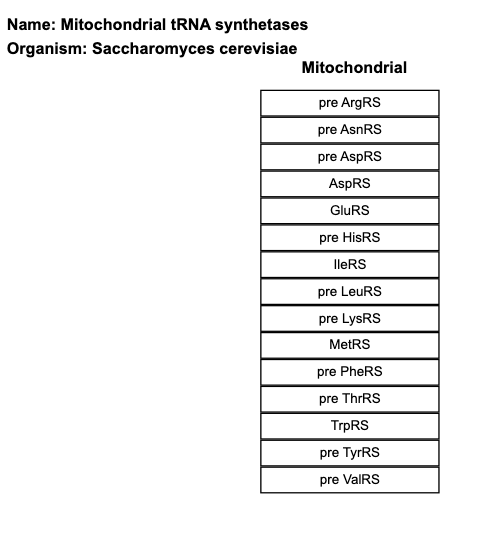 Name: Mitochondrial tRNA synthetases
Organism: Saccharomyces cerevisiae
Mitochondrial
pre ArgRS
pre AsnRS
pre AspRS
AspRS
GluRS
pre HisRS
IleRS
pre LeuRS
pre LysRS
MetRS
pre PheRS
pre ThrRS
TrpRS
pre TyrRS
pre ValRS